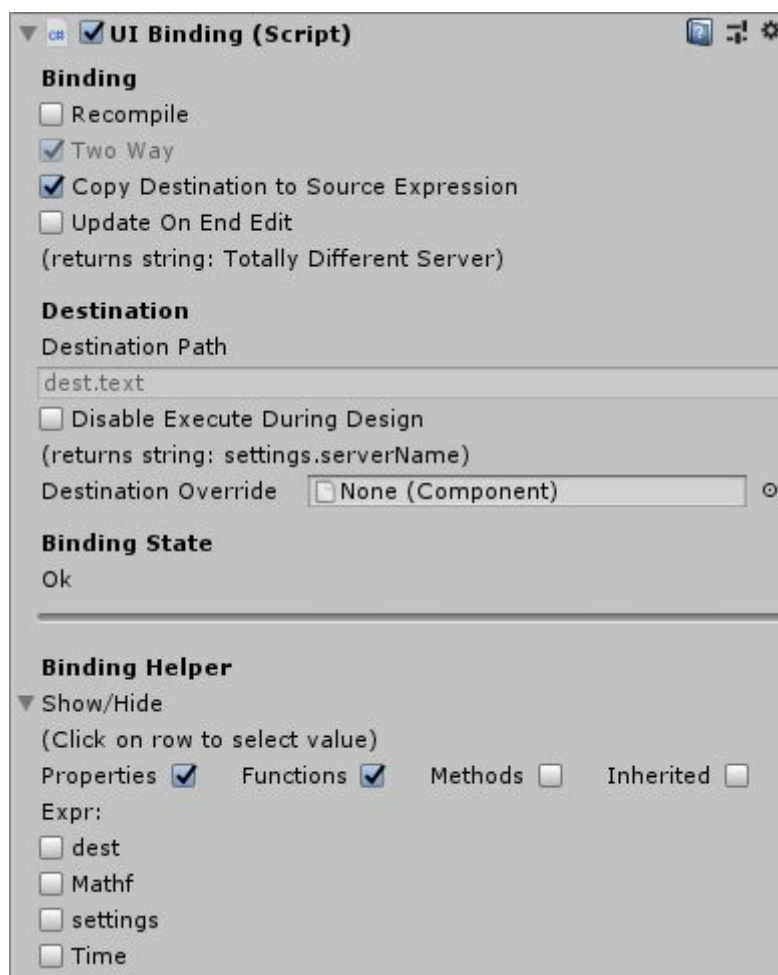 UI Binding (Script)
Binding
Recompile
Two Way
Copy Destination to Source Expression
Update On End Edit
(returns string: Totally Different Server)
Destination
Destination Path
dest.text
Disable Execute During Design
(returns string: settings.serverName)
Destination Override None (Component)
Binding State
Ok
Binding Helper
Show/Hide
(Click on row to select value)
Properties Functions Methods Inherited
Expr:
dest
Mathf
settings
Time